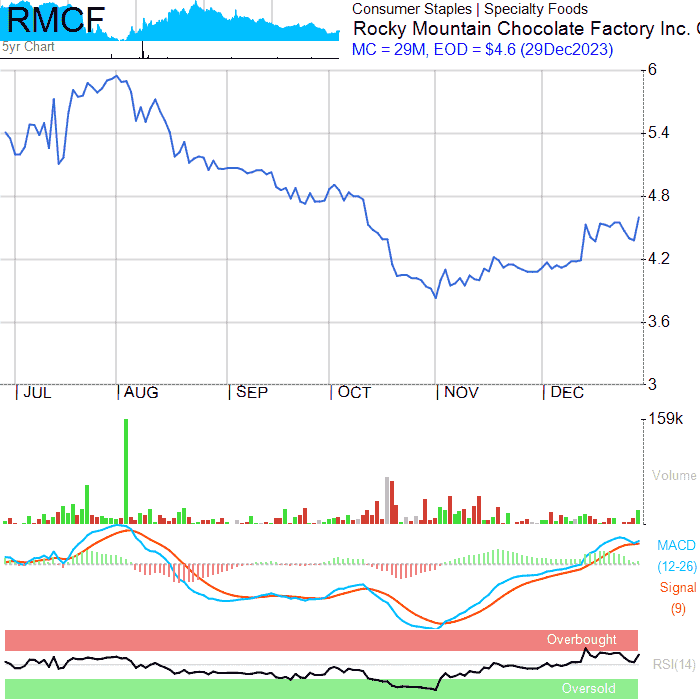 RMCF
5yr Chart
Consumer Staples | Specialty Foods
Rocky Mountain Chocolate Factory Inc.
MC = 29M, EOD = $4.6 (29Dec2023)
6
5.4
4.8
4.2
3.6
3
JUL AUG SEP OCT NOV DEC
159k
Volume
MACD
(12-26)
Signal
(9)
Overbought
RSI(14)
Oversold